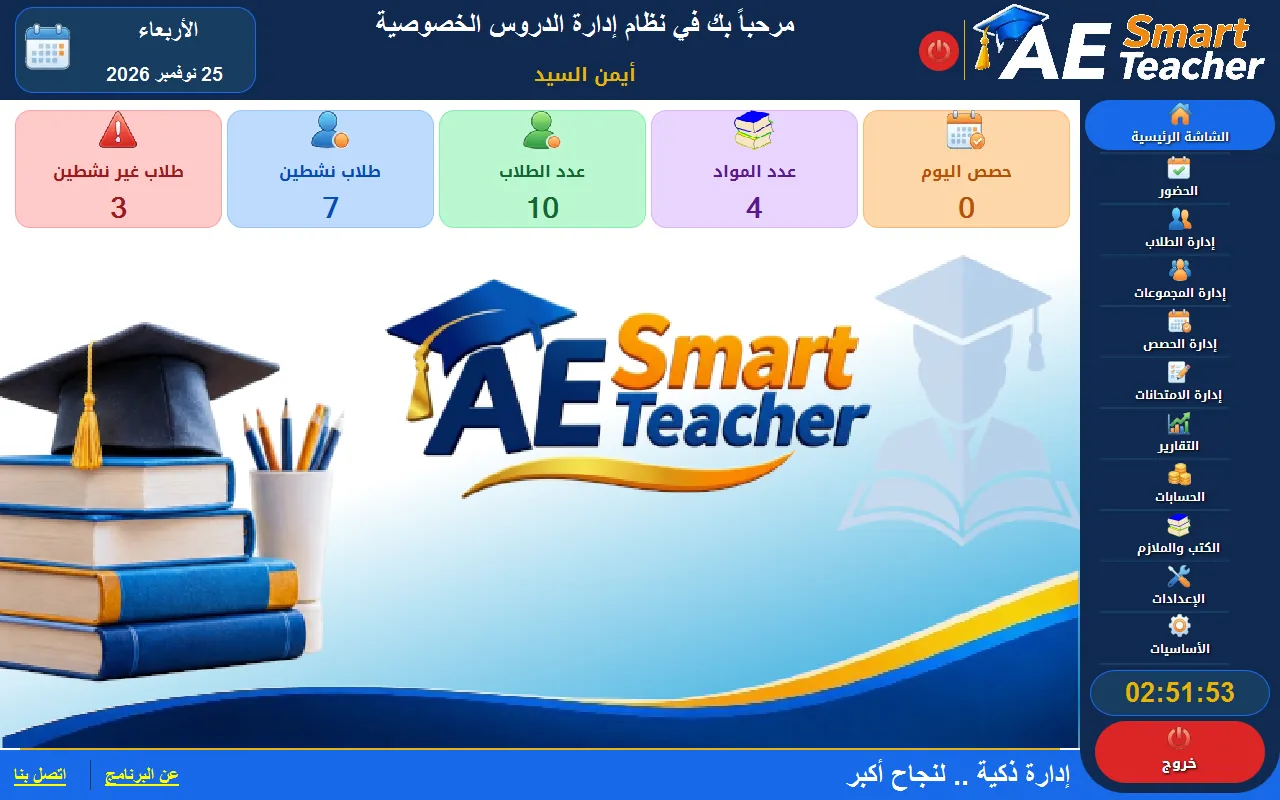 AE Smart Teacher
مرحباً بك في نظام إدارة الدروس الخصوصية
أيمن السيد
الأربعاء
25 نوفمبر 2026
حصص اليوم
0
عدد المواد
4
عدد الطلاب
10
طلاب نشطين
7
طلاب غير نشطين
3
الشاشة الرئيسية
الحضور
إدارة الطلاب
إدارة المجموعات
إدارة الحصص
إدارة الامتحانات
التقارير
الحسابات
الكتب والملازم
الإعدادات
الأساسيات
02:51:53
خروج
AE Smart Teacher
إدارة ذكية .. لنجاح أكبر
عن البرنامج
اتصل بنا